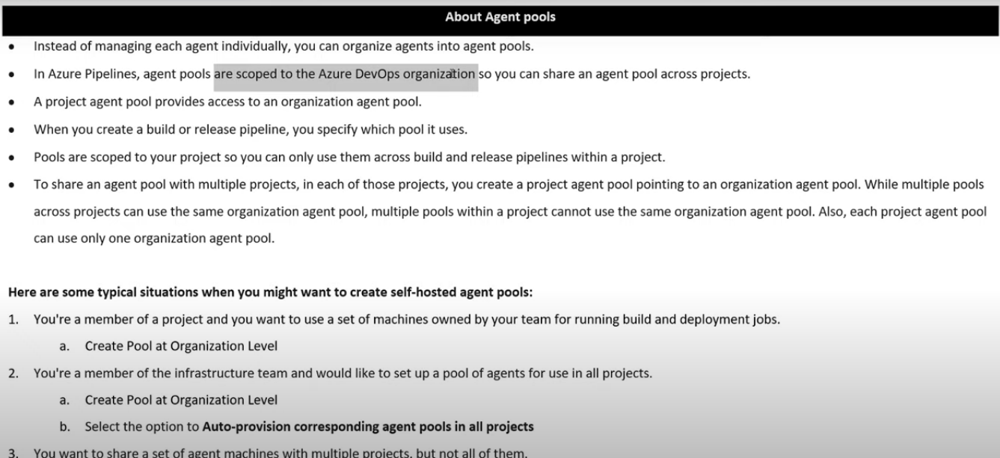 About Agent pools
• Instead of managing each agent individually, you can organize agents into agent pools.
• In Azure Pipelines, agent pools are scoped to the Azure DevOps organization so you can share an agent pool across projects.
• A project agent pool provides access to an organization agent pool.
• When you create a build or release pipeline, you specify which pool it uses.
• Pools are scoped to your project so you can only use them across build and release pipelines within a project.
• To share an agent pool with multiple projects, in each of those projects, you create a project agent pool pointing to an organization agent pool. While multiple pools
across projects can use the same organization agent pool, multiple pools within a project cannot use the same organization agent pool. Also, each project agent pool
can use only one organization agent pool.
Here are some typical situations when you might want to create self-hosted agent pools:
1. You're a member of a project and you want to use a set of machines owned by your team for running build and deployment jobs.
a. Create Pool at Organization Level
2. You're a member of the infrastructure team and would like to set up a pool of agents for use in all projects.
a. Create Pool at Organization Level
b. Select the option to Auto-provision corresponding agent pools in all projects
3. You want to share a set of agent machines with multiple projects, but not all of them.